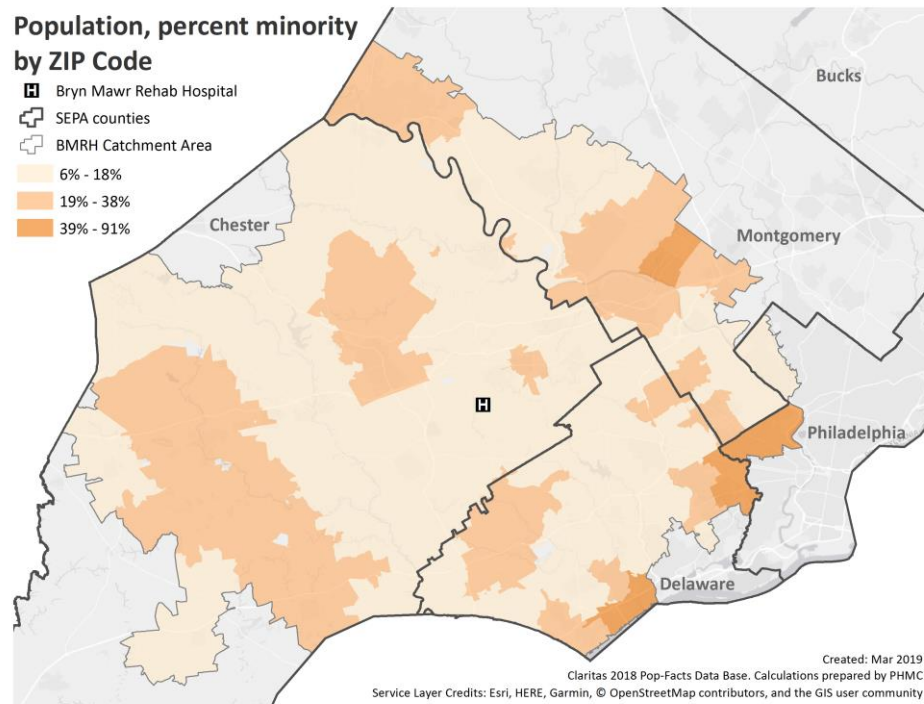 Population, percent minority
by ZIP Code
H Bryn Mawr Rehab Hospital
SEPA counties
BMRH Catchment Area
6% - 18%
19% - 38%
39% - 91%
Bucks
Chester
Montgomery
H
Philadelphia
Delaware
Created: Mar 2019
Claritas 2018 Pop-Facts Data Base. Calculations prepared by PHMC
Service Layer Credits: Esri, HERE, Garmin, © OpenStreetMap contributors, and the GIS user community